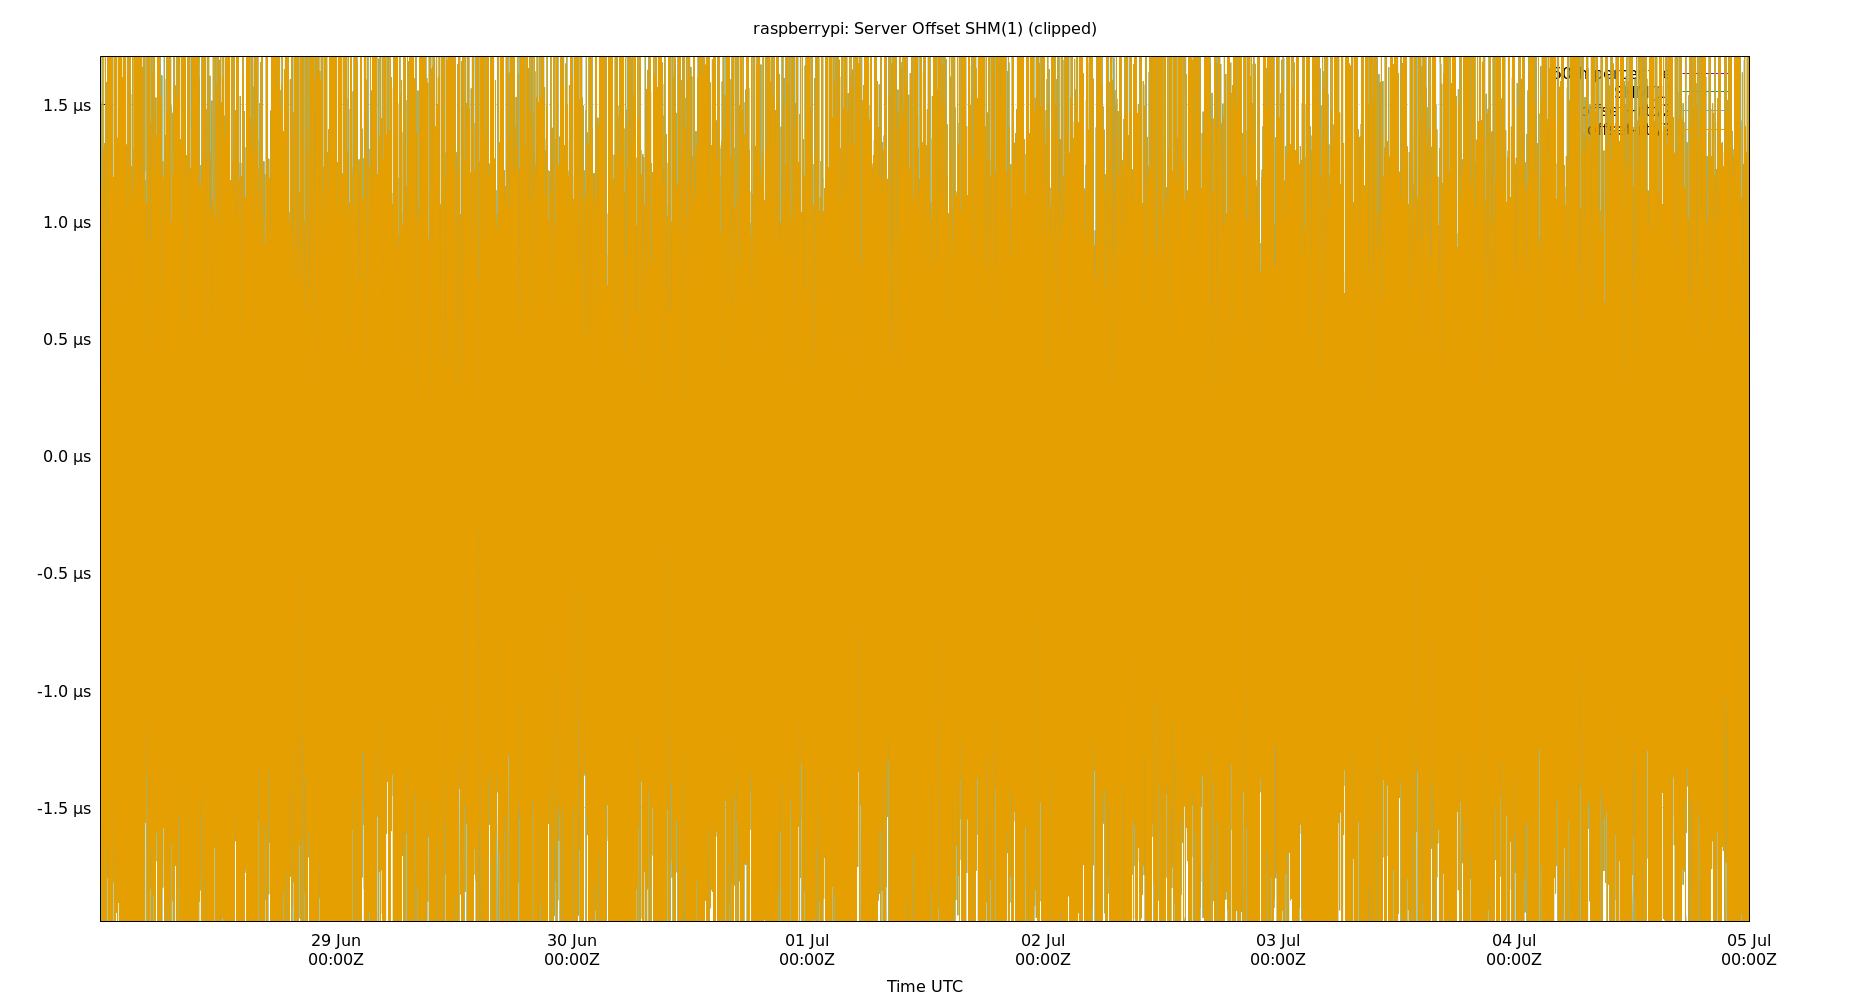 raspberrypi: Server Offset SHM(1) (clipped)
1.5 µs
1.0 µs
0.5 µs
0.0 µs
-0.5 µs
-1.0 µs
-1.5 µs
29 Jun 30 Jun 01 Jul 02 Jul 03 Jul 04 Jul 05 Jul
00:00Z 00:00Z 00:00Z 00:00Z 00:00Z 00:00Z 00:00Z
Time UTC